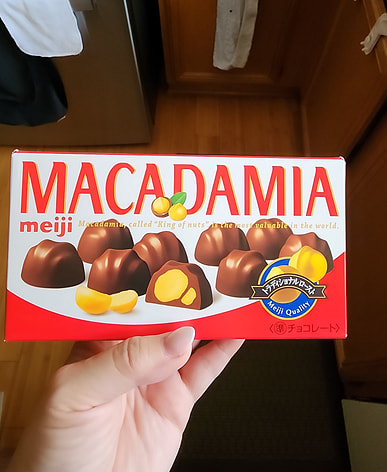 MACADAMIA
meiji
Macadamia, called "King of nuts" is the most valuable in the world.
トラディショナルロースト
Meiji Quality
〈準チョコレート〉